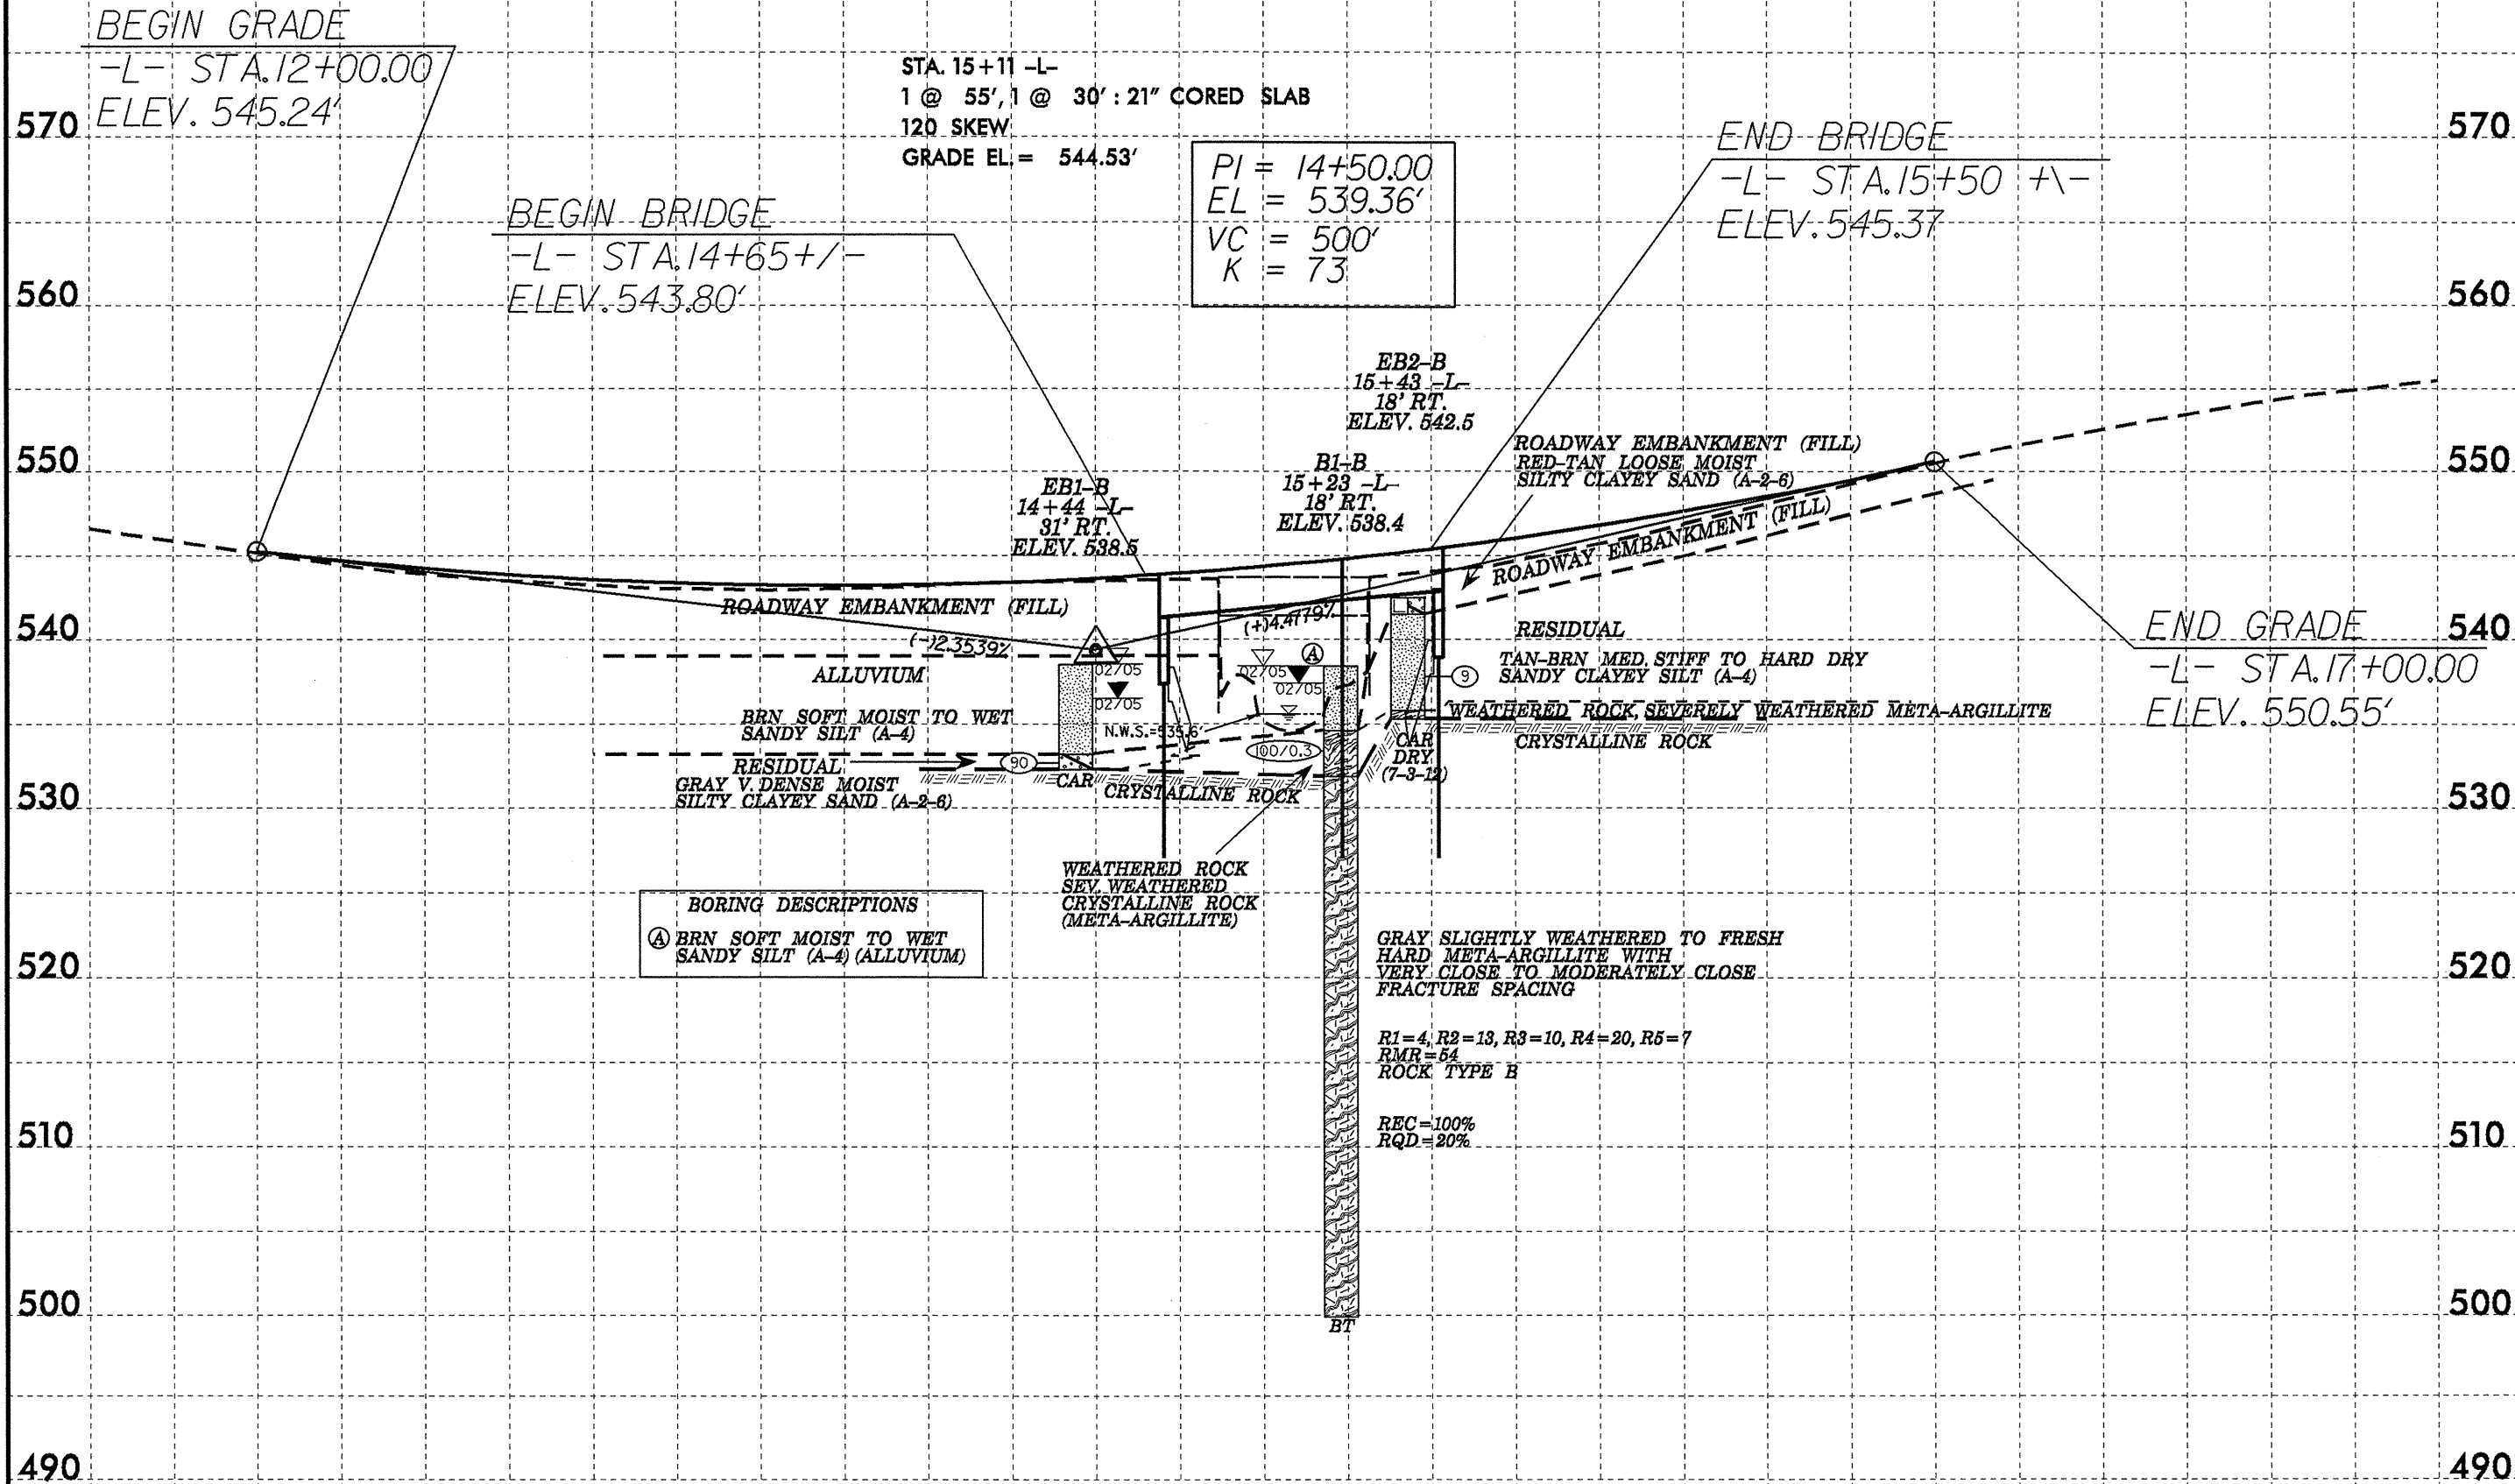 BEGIN GRADE
-L- STA.12+00.00
ELEV. 545.24'
STA. 15+11 -L-
1 @ 55', 1 @ 30' : 21" CORED SLAB
120 SKEW
GRADE EL. = 544.53'
570
570
END BRIDGE
-L- STA.15+50 +\-
ELEV.545.37
PI = 14+50.00
EL = 539.36'
VC = 500'
K = 73
BEGIN BRIDGE
-L- STA.14+65+/-
ELEV.543.80'
560
560
EB2-B
15+43 -L-
18' RT.
ELEV. 542.5
550
550
ROADWAY EMBANKMENT (FILL)
RED-TAN LOOSE MOIST
SILTY CLAYEY SAND (A-2-6)
B1-B
15+23 -L-
18' RT.
ELEV. 538.4
EB1-B
14+44 -L-
31' RT.
ELEV. 538.5
ROADWAY EMBANKMENT (FILL)
ROADWAY EMBANKMENT (FILL)
(-)2.3539%
(+)4.4779%
540
540
END GRADE
-L- STA.17+00.00
ELEV. 550.55'
RESIDUAL
TAN-BRN MED. STIFF TO HARD DRY
SANDY CLAYEY SILT (A-4)
9
A
02/05
02/05
02/05
02/05
ALLUVIUM
BRN SOFT MOIST TO WET
SANDY SILT (A-4)
N.W.S.=535.6'
WEATHERED ROCK, SEVERELY WEATHERED META-ARGILLITE
CRYSTALLINE ROCK
CAR
DRY
(7-3-12)
100/0.3
90
RESIDUAL
GRAY V. DENSE MOIST
SILTY CLAYEY SAND (A-2-6)
CAR
CRYSTALLINE ROCK
530
530
WEATHERED ROCK
SEV. WEATHERED
CRYSTALLINE ROCK
(META-ARGILLITE)
BORING DESCRIPTIONS
A BRN SOFT MOIST TO WET
SANDY SILT (A-4) (ALLUVIUM)
520
520
GRAY SLIGHTLY WEATHERED TO FRESH
HARD META-ARGILLITE WITH
VERY CLOSE TO MODERATELY CLOSE
FRACTURE SPACING
R1=4, R2=13, R3=10, R4=20, R5=7
RMR=54
ROCK TYPE B
REC=100%
RQD=20%
510
510
500
500
BT
490
490